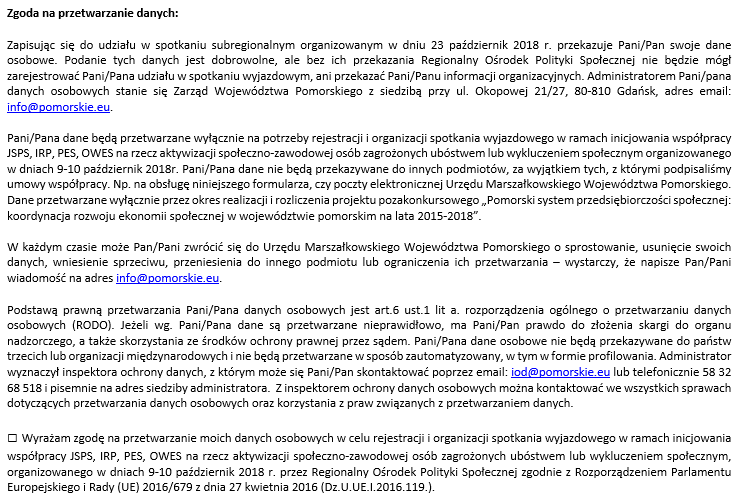 Zgoda na przetwarzanie danych:
Zapisując się do udziału w spotkaniu subregionalnym organizowanym w dniu 23 październik 2018 r. przekazuje Pani/Pan swoje dane
osobowe. Podanie tych danych jest dobrowolne, ale bez ich przekazania Regionalny Ośrodek Polityki Społecznej nie będzie mógł
zarejestrować Pani/Pana udziału w spotkaniu wyjazdowym, ani przekazać Pani/Panu informacji organizacyjnych. Administratorem Pani/pana
danych osobowych stanie się Zarząd Województwa Pomorskiego z siedzibą przy ul. Okopowej 21/27, 80-810 Gdańsk, adres email:
info@pomorskie.eu.
Pani/Pana dane będą przetwarzane wyłącznie na potrzeby rejestracji i organizacji spotkania wyjazdowego w ramach inicjowania współpracy
JSPS, IRP, PES, OWES na rzecz aktywizacji społeczno-zawodowej osób zagrożonych ubóstwem lub wykluczeniem społecznym organizowanego
w dniach 9-10 październik 2018r. Pani/Pana dane nie będą przekazywane do innych podmiotów, za wyjątkiem tych, z którymi podpisaliśmy
umowy współpracy. Np. na obsługę niniejszego formularza, czy poczty elektronicznej Urzędu Marszałkowskiego Województwa Pomorskiego.
Dane przetwarzane wyłącznie przez okres realizacji i rozliczenia projektu pozakonkursowego „Pomorski system przedsiębiorczości społecznej:
koordynacja rozwoju ekonomii społecznej w województwie pomorskim na lata 2015-2018”.
W każdym czasie może Pan/Pani zwrócić się do Urzędu Marszałkowskiego Województwa Pomorskiego o sprostowanie, usunięcie swoich
danych, wniesienie sprzeciwu, przeniesienia do innego podmiotu lub ograniczenia ich przetwarzania – wystarczy, że napisze Pan/Pani
wiadomość na adres info@pomorskie.eu.
Podstawą prawną przetwarzania Pani/Pana danych osobowych jest art.6 ust.1 lit a. rozporządzenia ogólnego o przetwarzaniu danych
osobowych (RODO). Jeżeli wg. Pani/Pana dane są przetwarzane nieprawidłowo, ma Pani/Pan prawdo do złożenia skargi do organu
nadzorczego, a także skorzystania ze środków ochrony prawnej przez sądem. Pani/Pana dane osobowe nie będą przekazywane do państw
trzecich lub organizacji międzynarodowych i nie będą przetwarzane w sposób zautomatyzowany, w tym w formie profilowania. Administrator
wyznaczył inspektora ochrony danych, z którym może się Pani/Pan skontaktować poprzez email: iod@pomorskie.eu lub telefonicznie 58 32
68 518 i pisemnie na adres siedziby administratora. Z inspektorem ochrony danych osobowych można kontaktować we wszystkich sprawach
dotyczących przetwarzania danych osobowych oraz korzystania z praw związanych z przetwarzaniem danych.
☐ Wyrażam zgodę na przetwarzanie moich danych osobowych w celu rejestracji i organizacji spotkania wyjazdowego w ramach inicjowania
współpracy JSPS, IRP, PES, OWES na rzecz aktywizacji społeczno-zawodowej osób zagrożonych ubóstwem lub wykluczeniem społecznym,
organizowanego w dniach 9-10 październik 2018 r. przez Regionalny Ośrodek Polityki Społecznej zgodnie z Rozporządzeniem Parlamentu
Europejskiego i Rady (UE) 2016/679 z dnia 27 kwietnia 2016 (Dz.U.UE.I.2016.119.).